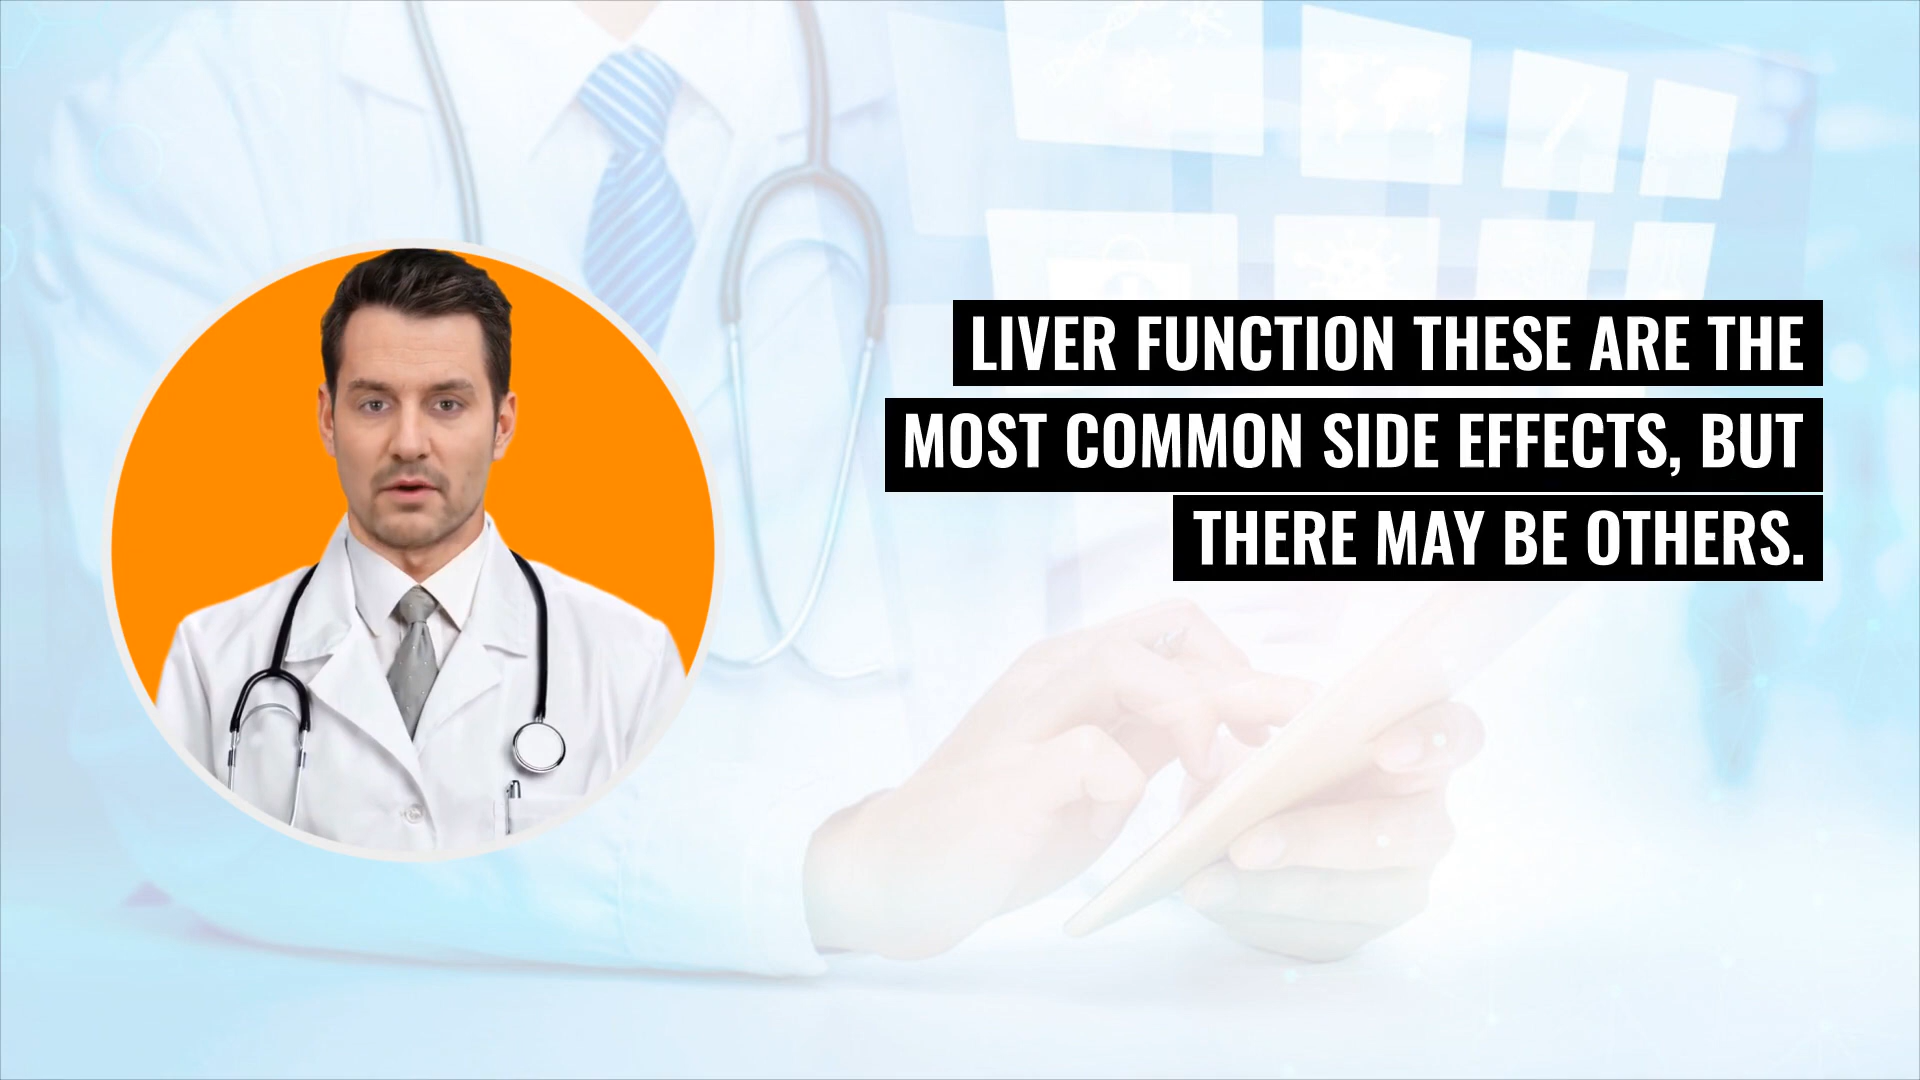 LIVER FUNCTION THESE ARE THE
MOST COMMON SIDE EFFECTS, BUT
THERE MAY BE OTHERS.